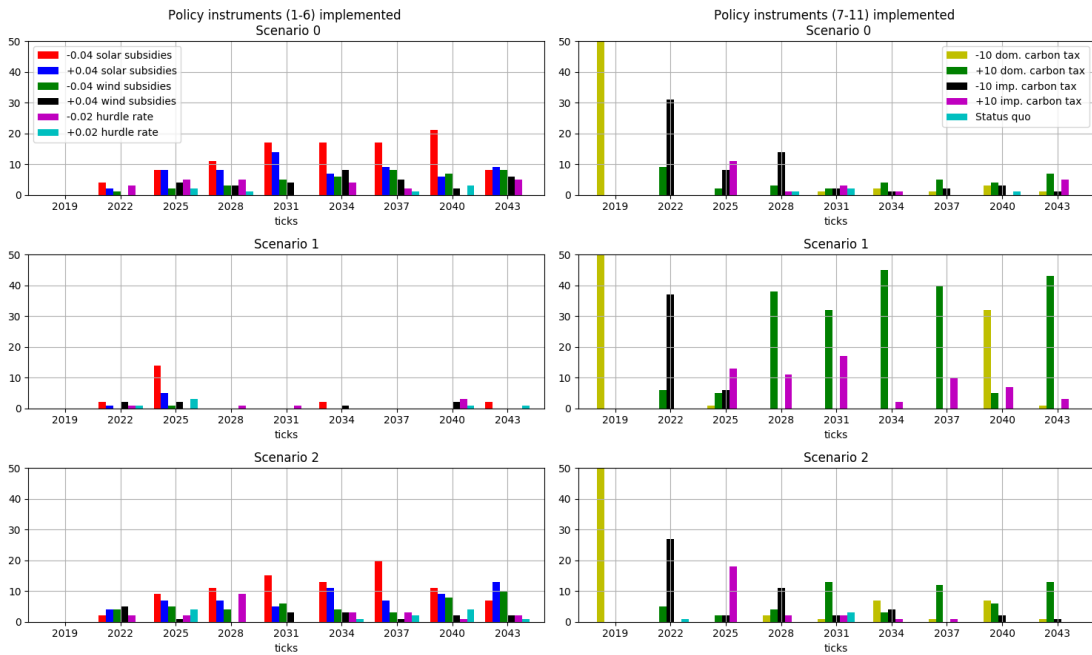 Policy instruments (1-6) implemented
Scenario 0
50
40
30
20
10
0
-0.04 solar subsidies
+0.04 solar subsidies
-0.04 wind subsidies
+0.04 wind subsidies
-0.02 hurdle rate
+0.02 hurdle rate
2019 2022 2025 2028 2031 2034 2037 2040 2043
ticks
Policy instruments (7-11) implemented
Scenario 0
50
40
30
20
10
0
-10 dom. carbon tax
+10 dom. carbon tax
-10 imp. carbon tax
+10 imp. carbon tax
Status quo
2019 2022 2025 2028 2031 2034 2037 2040 2043
ticks
Scenario 1
50
40
30
20
10
0
2019 2022 2025 2028 2031 2034 2037 2040 2043
ticks
Scenario 1
50
40
30
20
10
0
2019 2022 2025 2028 2031 2034 2037 2040 2043
ticks
Scenario 2
50
40
30
20
10
0
2019 2022 2025 2028 2031 2034 2037 2040 2043
ticks
Scenario 2
50
40
30
20
10
0
2019 2022 2025 2028 2031 2034 2037 2040 2043
ticks